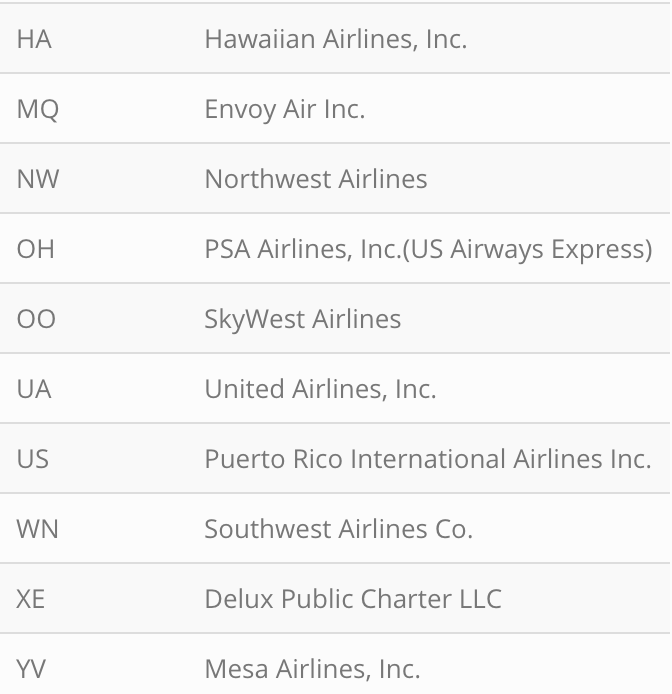 HA Hawaiian Airlines, Inc.
MQ Envoy Air Inc.
NW Northwest Airlines
OH PSA Airlines, Inc.(US Airways Express)
OO SkyWest Airlines
UA United Airlines, Inc.
US Puerto Rico International Airlines Inc.
WN Southwest Airlines Co.
XE Delux Public Charter LLC
YV Mesa Airlines, Inc.